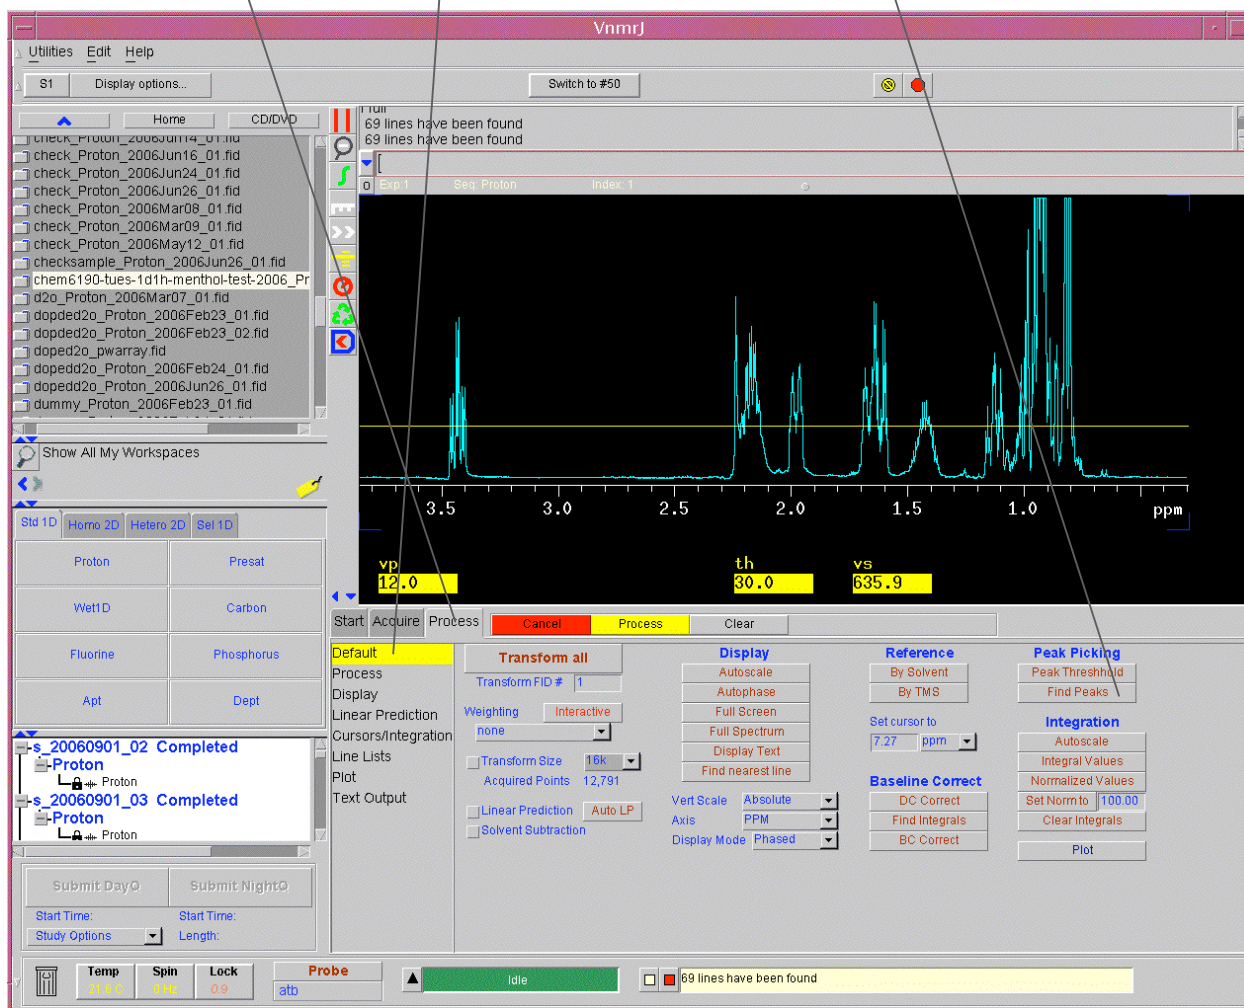 VnmrJ
Utilities Edit Help
S1 Display options... Switch to #50
Home CD/DVD
69 lines have been found
69 lines have been found
[
check_Proton_2006Jun14_01.fid
check_Proton_2006Jun16_01.fid
check_Proton_2006Jun24_01.fid
check_Proton_2006Jun26_01.fid
check_Proton_2006Mar08_01.fid
check_Proton_2006Mar09_01.fid
check_Proton_2006May12_01.fid
checksample_Proton_2006Jun26_01.fid
chem6190-tues-1d1h-menthol-test-2006_Pr
d2o_Proton_2006Mar07_01.fid
dopded2o_Proton_2006Feb23_01.fid
dopded2o_Proton_2006Feb23_02.fid
doped2o_pwarray.fid
dopedd2o_Proton_2006Feb24_01.fid
dopedd2o_Proton_2006Jun26_01.fid
dummy_Proton_2006Feb23_01.fid
0 Exp:1 Seq: Proton Index: 1
3.5 3.0 2.5 2.0 1.5 1.0 ppm
vp th vs
12.0 30.0 635.9
Show All My Workspaces
Std 1D Homo 2D Hetero 2D Sel 1D
Proton Presat
Wet1D Carbon
Fluorine Phosphorus
Apt Dept
s_20060901_02 Completed
Proton
Proton
s_20060901_03 Completed
Proton
Proton
Submit DayQ Submit NightQ
Start Time: Start Time:
Study Options Length:
Start Acquire Process Cancel Process Clear
Default
Process
Display
Linear Prediction
Cursors/Integration
Line Lists
Plot
Text Output
Transform all
Transform FID # 1
Weighting Interactive
none
Transform Size 16k
Acquired Points 12,791
Linear Prediction Auto LP
Solvent Subtraction
Display
Autoscale
Autophase
Full Screen
Full Spectrum
Display Text
Find nearest line
Vert Scale Absolute
Axis PPM
Display Mode Phased
Reference
By Solvent
By TMS
Set cursor to
7.27 ppm
Baseline Correct
DC Correct
Find Integrals
BC Correct
Peak Picking
Peak Threshhold
Find Peaks
Integration
Autoscale
Integral Values
Normalized Values
Set Norm to 100.00
Clear Integrals
Plot
Temp Spin Lock Probe
21.6 C 0 Hz 0.9 atb
Idle
69 lines have been found